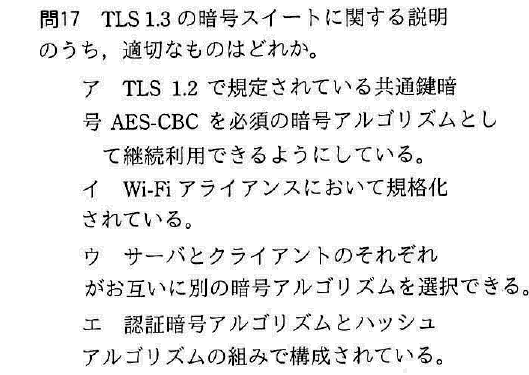 問17 TLS 1.3 の暗号スイートに関する説明
のうち，適切なものはどれか。
ア TLS 1.2 で規定されている共通鍵暗
号 AES-CBC を必須の暗号アルゴリズムとし
て継続利用できるようにしている。
イ Wi-Fi アライアンスにおいて規格化
されている。
ウ サーバとクライアントのそれぞれ
がお互いに別の暗号アルゴリズムを選択できる。
エ 認証暗号アルゴリズムとハッシュ
アルゴリズムの組みで構成されている。